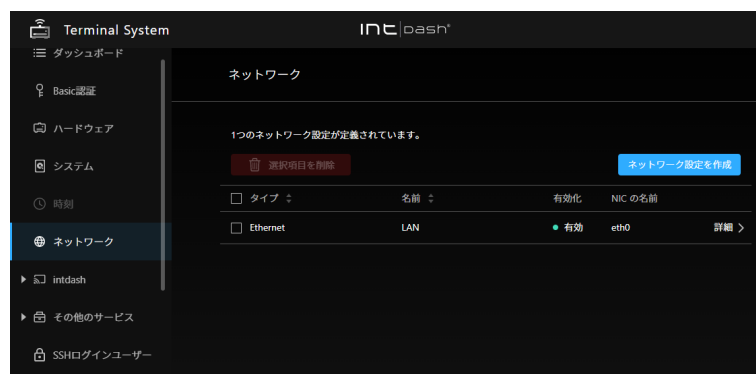 Terminal System
intdash
ダッシュボード
Basic認証
ハードウェア
システム
時刻
ネットワーク
intdash
その他のサービス
SSHログインユーザー
ネットワーク
1つのネットワーク設定が定義されています。
選択項目を削除
ネットワーク設定を作成
タイプ 名前 有効化 NIC の名前
Ethernet LAN 有効 eth0 詳細